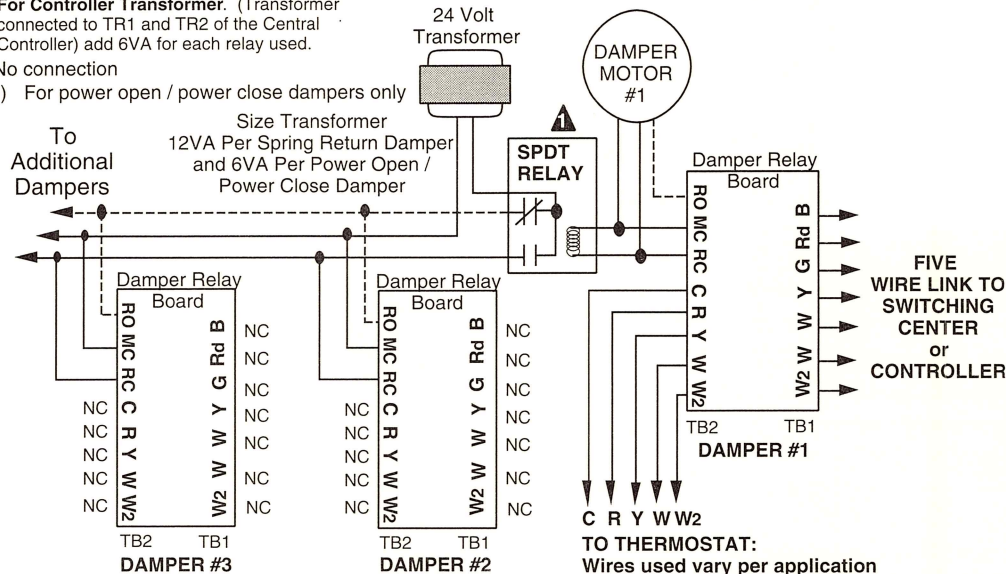 For Controller Transformer. (Transformer
connected to TR1 and TR2 of the Central
Controller) add 6VA for each relay used.
No connection
) For power open / power close dampers only
24 Volt
Transformer
DAMPER
MOTOR
#1
To
Additional
Dampers
Size Transformer
12VA Per Spring Return Damper
and 6VA Per Power Open /
Power Close Damper
1
SPDT
RELAY
Damper Relay
Board
RO MC RC C R Y W W2
B Rd G Y W W W2
TB2 TB1
DAMPER #1
FIVE
WIRE LINK TO
SWITCHING
CENTER
or
CONTROLLER
Damper Relay
Board
RO MC RC C R Y W W2
B Rd G Y W W W2
NC
NC
NC
NC
NC
NC
NC
NC
NC
NC
NC
NC
TB2 TB1
DAMPER #3
Damper Relay
Board
RO MC RC C R Y W W2
B Rd G Y W W W2
NC
NC
NC
NC
NC
NC
NC
NC
NC
NC
NC
NC
TB2 TB1
DAMPER #2
C R Y W W2
TO THERMOSTAT:
Wires used vary per application